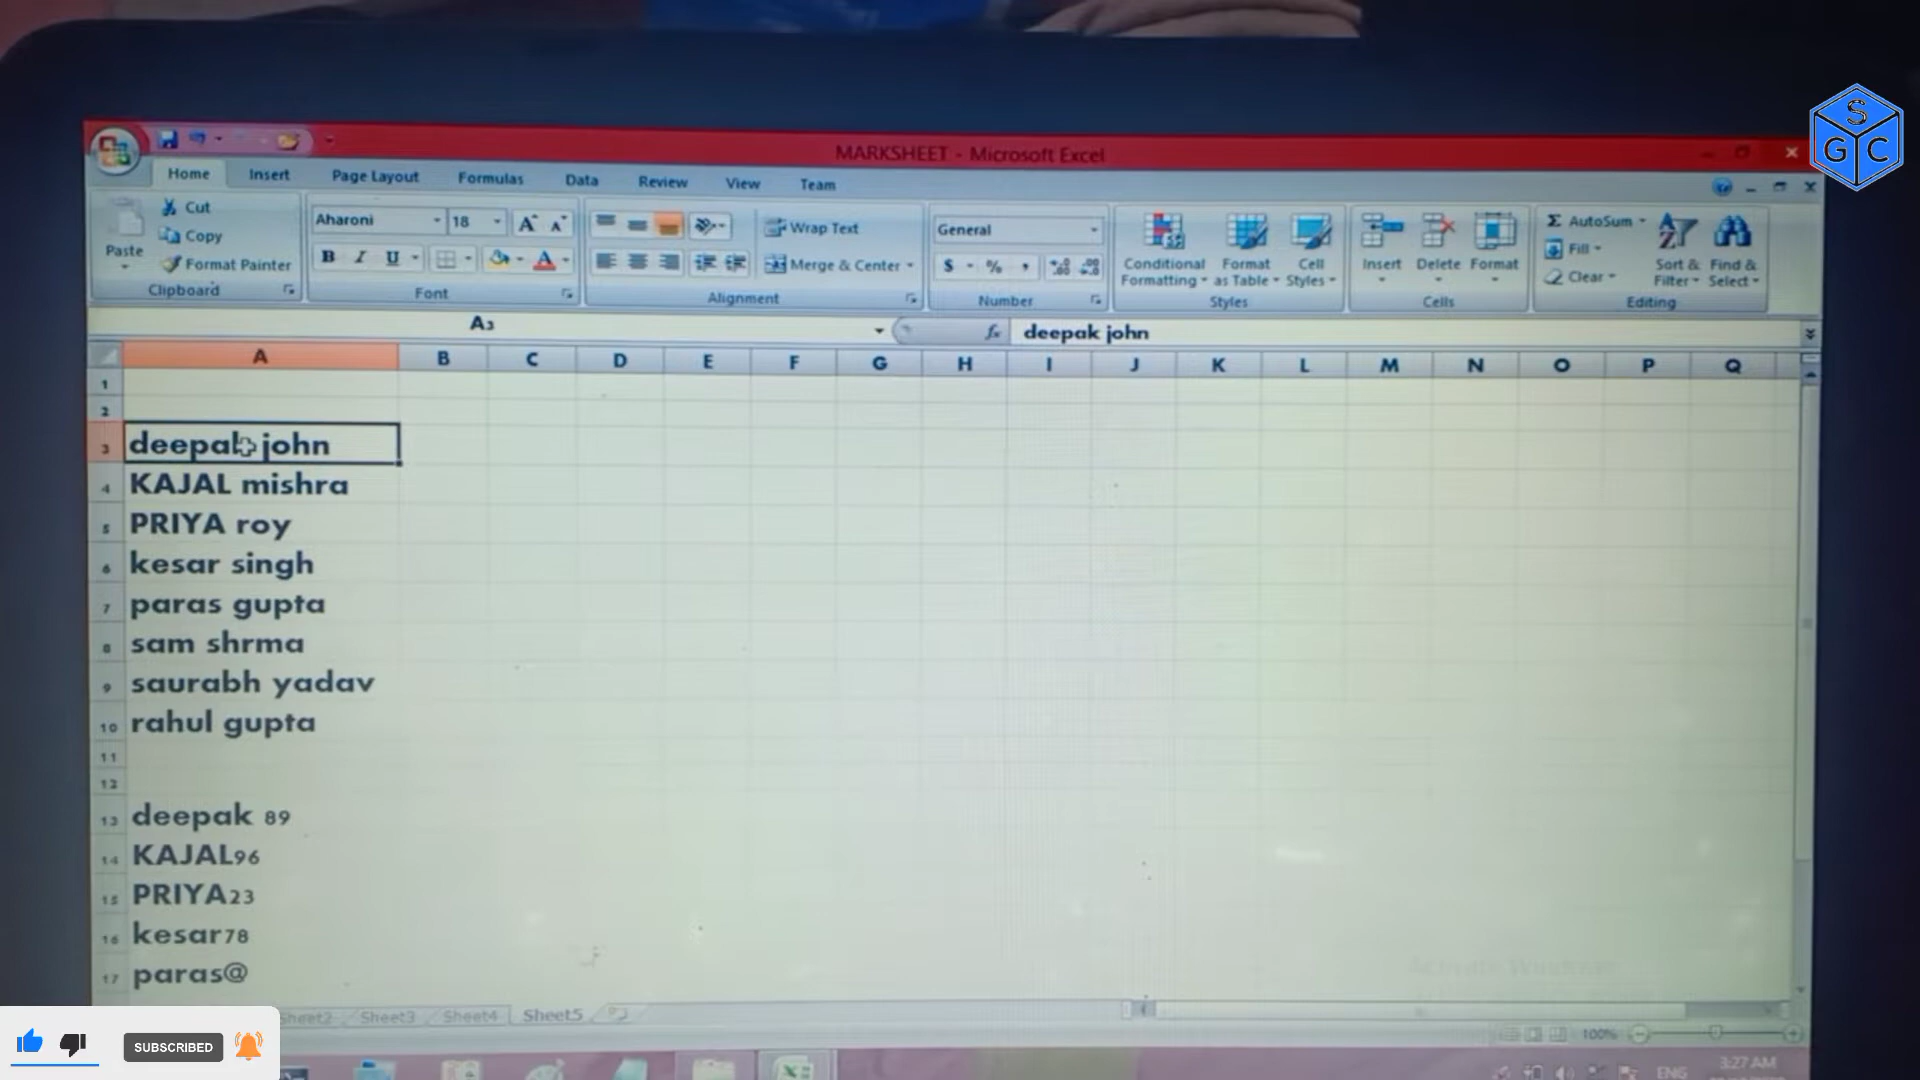 S
G C
MARKSHEET - Microsoft Excel
Home Insert Page Layout Formulas Data Review View Team
Paste
Cut
Copy
Format Painter
Clipboard
Aharoni 18
B I U A
Font
Wrap Text
Merge & Center
Alignment
General
$ % ,
Number
Conditional Formatting
Format as Table
Cell Styles
Styles
Insert Delete Format
Cells
Σ AutoSum
Fill
Clear
Sort & Filter
Find & Select
Editing
A3 fx deepak john
A B C D E F G H I J K L M N O P Q
1
2
3 deepak john
4 KAJAL mishra
5 PRIYA roy
6 kesar singh
7 paras gupta
8 sam shrma
9 saurabh yadav
10 rahul gupta
11
12
13 deepak 89
14 KAJAL96
15 PRIYA23
16 kesar78
17 paras@
Sheet2 Sheet3 Sheet4 Sheet5
100%
SUBSCRIBED
ENG 3:27 AM